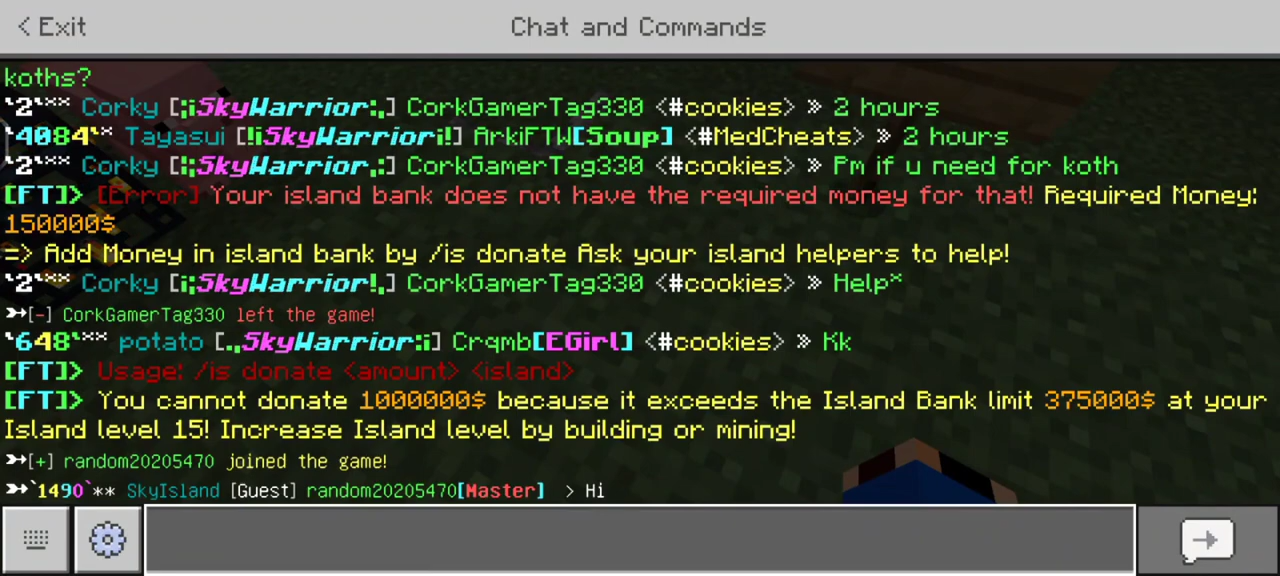 < Exit
Chat and Commands
koths?
'2'** Corky [¡¡SkyWarrior:,] CorkGamerTag330 <#cookies> » 2 hours
'4084'* Tayasui [!¡SkyWarrior¡!] ArkiFTW[Soup] <#MedCheats> » 2 hours
'2'** Corky [¡:SkyWarrior:,] CorkGamerTag330 <#cookies> » Pm if u need for koth
[FT]> [Error] Your island bank does not have the required money for that! Required Money:
150000$
=> Add Money in island bank by /is donate Ask your island helpers to help!
'2'** Corky [¡;SkyWarrior!,] CorkGamerTag330 <#cookies> » Help*
➳[-] CorkGamerTag330 left the game!
'648'** potato [.,SkyWarrior:¡] Crqmb[EGirl] <#cookies> » Kk
[FT]> Usage: /is donate <amount> <island>
[FT]> You cannot donate 1000000$ because it exceeds the Island Bank limit 375000$ at your
Island level 15! Increase Island level by building or mining!
➳[+] random20205470 joined the game!
➳`1490`** SkyIsland [Guest] random20205470[Master] > Hi